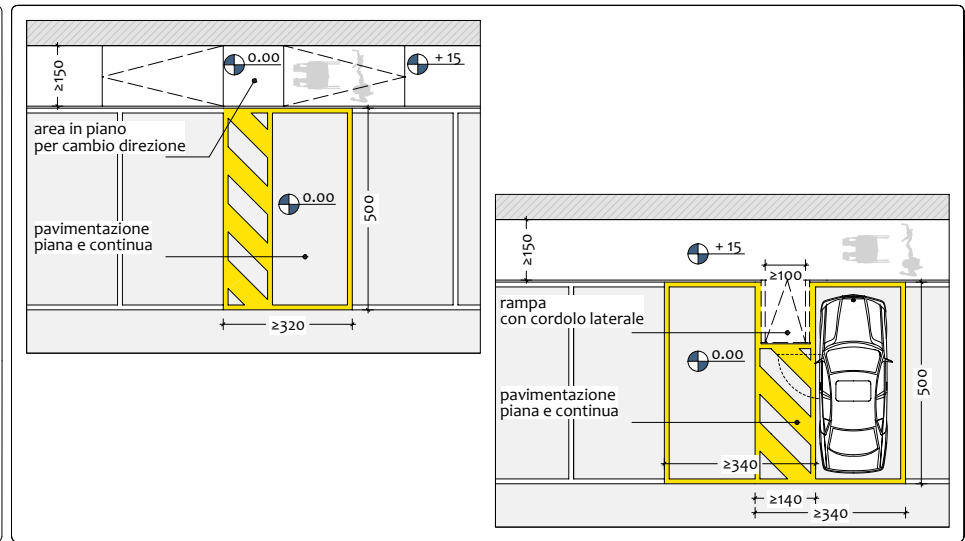 0.00
+ 15
≥150
area in piano
per cambio direzione
0.00
500
pavimentazione
piana e continua
≥320
≥150
+ 15
≥100
rampa
con cordolo laterale
0.00
500
pavimentazione
piana e continua
≥340
≥140
≥340